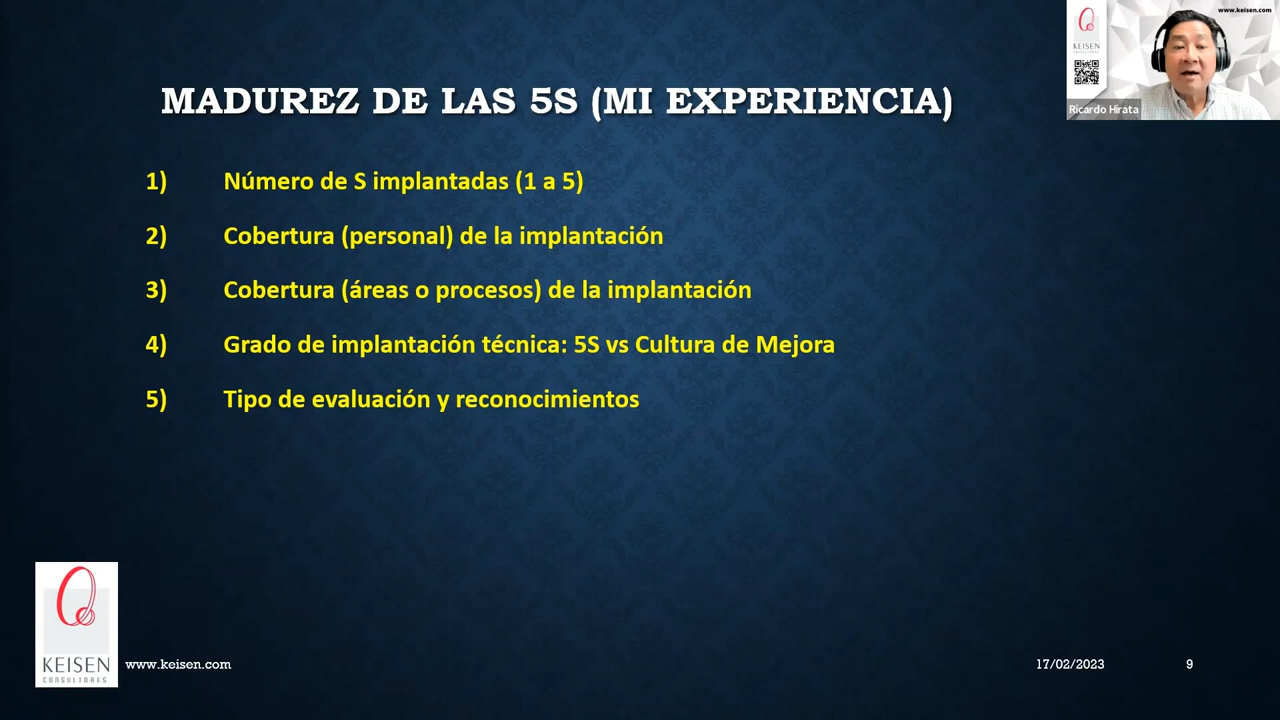 www.keisen.com
KEISEN
CONSULTORES
Ricardo Hirata
MADUREZ DE LAS 5S (MI EXPERIENCIA)
1) Número de S implantadas (1 a 5)
2) Cobertura (personal) de la implantación
3) Cobertura (áreas o procesos) de la implantación
4) Grado de implantación técnica: 5S vs Cultura de Mejora
5) Tipo de evaluación y reconocimientos
KEISEN
CONSULTORES
www.keisen.com
17/02/2023
9